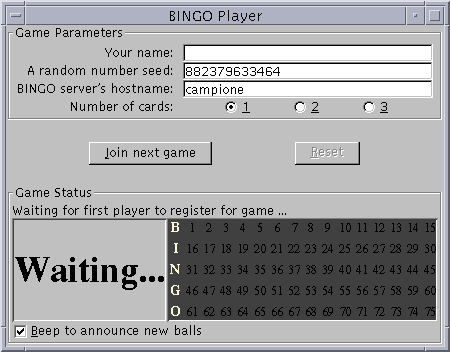 BINGO Player
Game Parameters
Your name:
A random number seed: 882379633464
BINGO server's hostname: campione
Number of cards: 1 2 3
Join next game Reset
Game Status
Waiting for first player to register for game ...
Waiting...
B 1 2 3 4 5 6 7 8 9 10 11 12 13 14 15
I 16 17 18 19 20 21 22 23 24 25 26 27 28 29 30
N 31 32 33 34 35 36 37 38 39 40 41 42 43 44 45
G 46 47 48 49 50 51 52 53 54 55 56 57 58 59 60
O 61 62 63 64 65 66 67 68 69 70 71 72 73 74 75
Beep to announce new balls